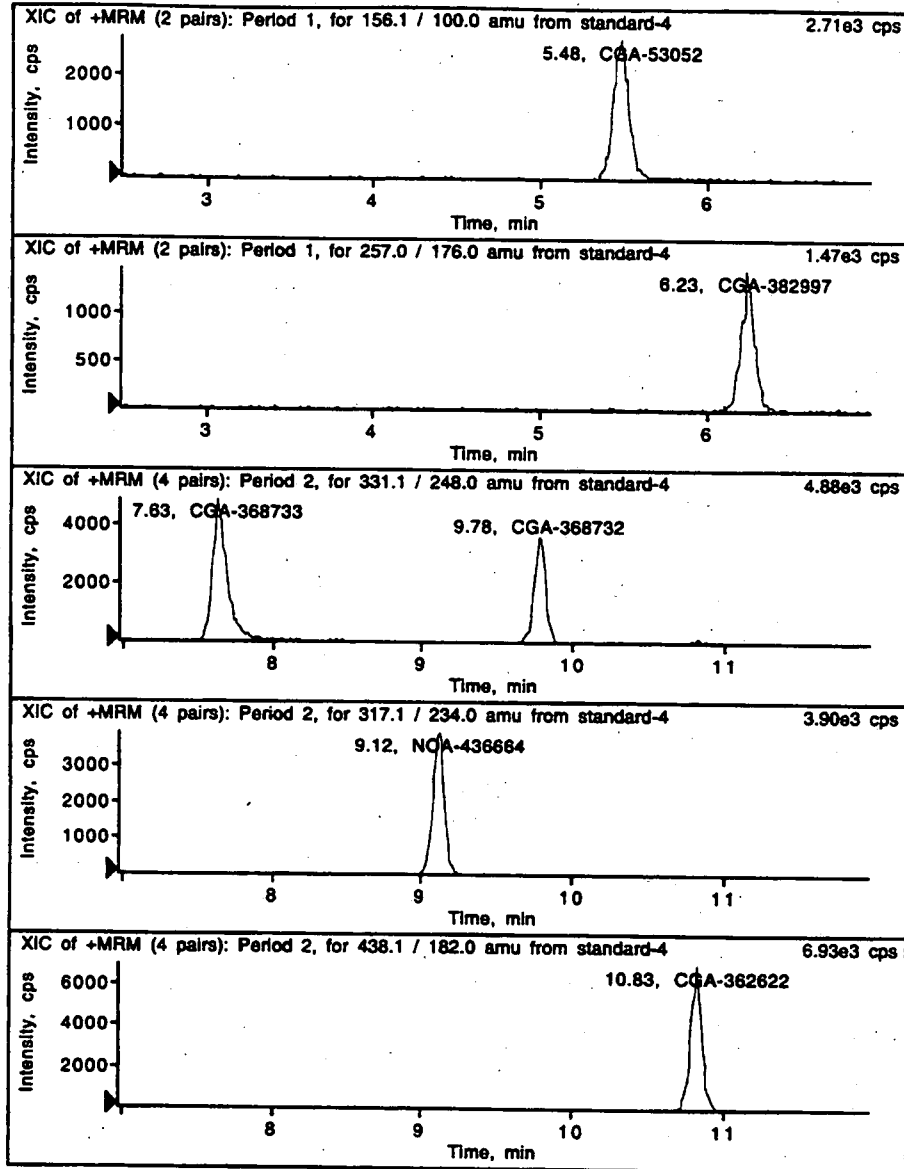 XIC of +MRM (2 pairs): Period 1, for 156.1 / 100.0 amu from standard-4 2.71e3 cps
5.48, CGA-53052
Intensity, cps
2000
1000
3 4 5 6
Time, min
XIC of +MRM (2 pairs): Period 1, for 257.0 / 176.0 amu from standard-4 1.47e3 cps
6.23, CGA-382997
Intensity, cps
1000
500
3 4 5 6
Time, min
XIC of +MRM (4 pairs): Period 2, for 331.1 / 248.0 amu from standard-4 4.88e3 cps
7.63, CGA-368733
9.78, CGA-368732
Intensity, cps
4000
2000
8 9 10 11
Time, min
XIC of +MRM (4 pairs): Period 2, for 317.1 / 234.0 amu from standard-4 3.90e3 cps
9.12, NOA-436664
Intensity, cps
3000
2000
1000
8 9 10 11
Time, min
XIC of +MRM (4 pairs): Period 2, for 438.1 / 182.0 amu from standard-4 6.93e3 cps
10.83, CGA-362622
Intensity, cps
6000
4000
2000
8 9 10 11
Time, min